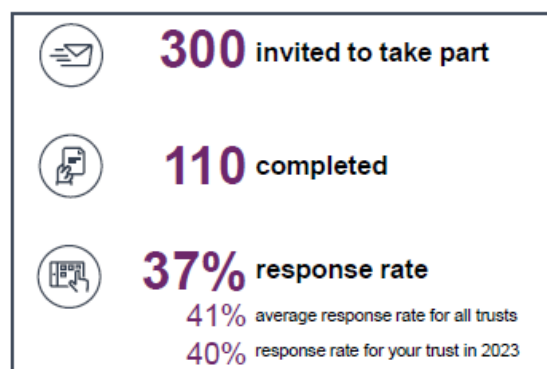 300 invited to take part
110 completed
37% response rate
41% average response rate for all trusts
40% response rate for your trust in 2023